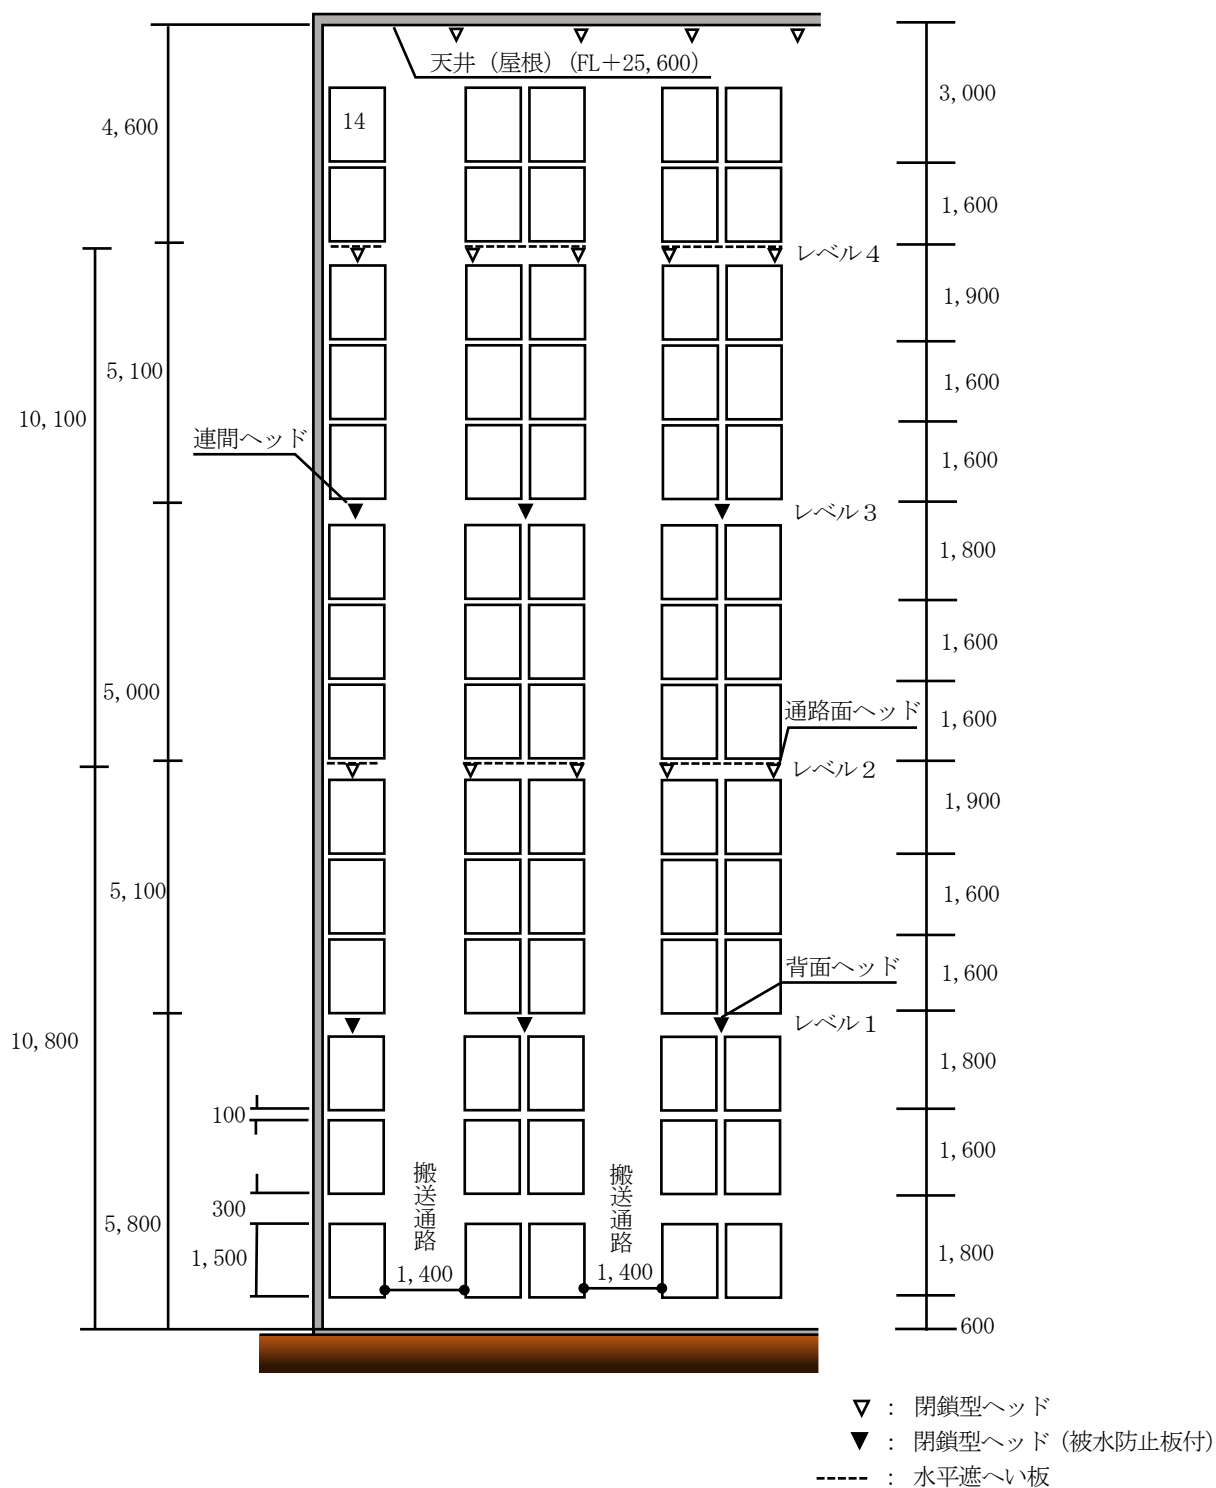 天井（屋根）(FL＋25,600)
3,000
14
4,600
1,600
レベル４
1,900
5,100
1,600
10,100
連間ヘッド
1,600
レベル３
1,800
1,600
5,000
通路面ヘッド
1,600
レベル２
1,900
5,100
1,600
背面ヘッド
1,600
レベル１
10,800
1,800
100
1,600
搬送通路
搬送通路
300
5,800
1,500
1,800
1,400
1,400
600
： 閉鎖型ヘッド
： 閉鎖型ヘッド（被水防止板付）
： 水平遮へい板